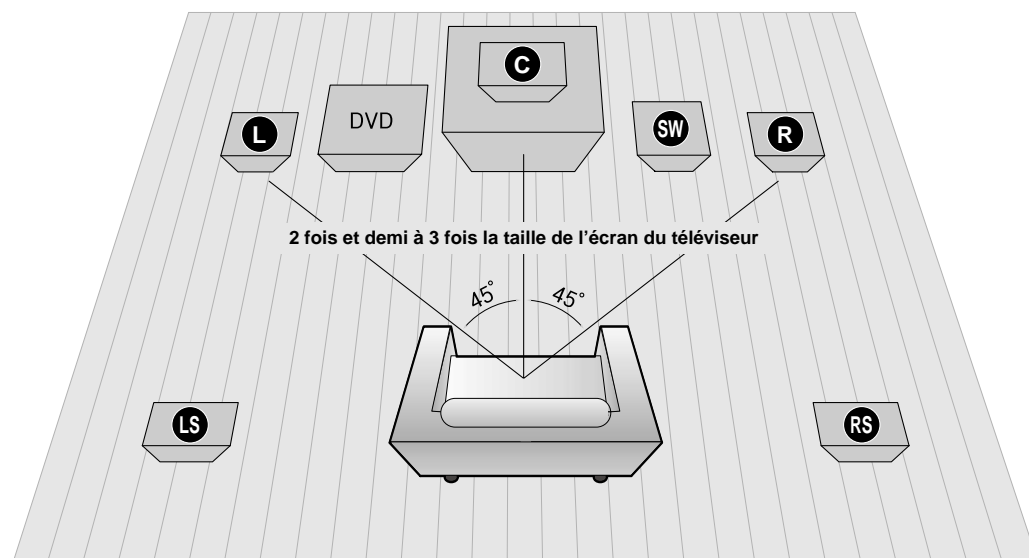 C
L
DVD
SW
R
2 fois et demi à 3 fois la taille de l’écran du téléviseur
45° 45°
LS
RS